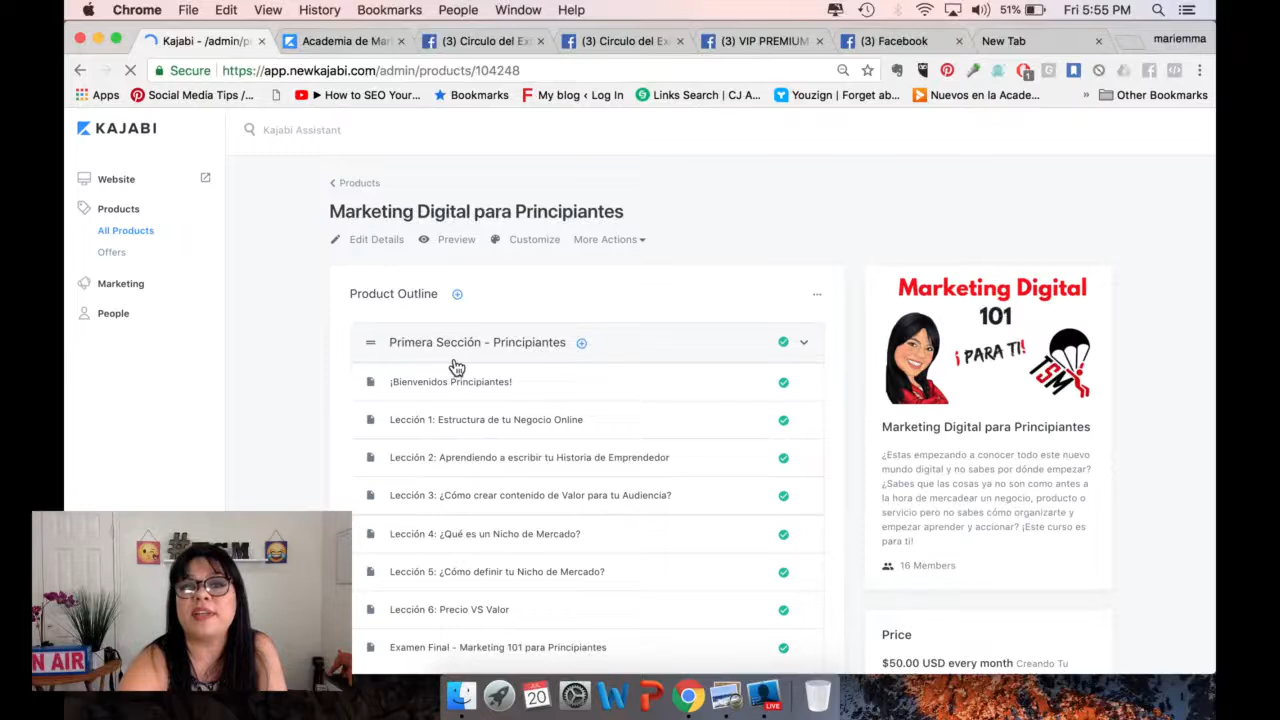 Chrome File Edit View History Bookmarks People Window Help 51% Fri 5:55 PM
Kajabi - /admin/p
Academia de Mar
(3) Circulo del Ex
(3) Circulo del Ex
(3) VIP PREMIUM
(3) Facebook
New Tab
mariemma
Secure https://app.newkajabi.com/admin/products/104248
Apps Social Media Tips /... ► How to SEO Your... Bookmarks My blog ‹ Log In Links Search | CJ A... Youzign | Forget ab... Nuevos en la Acade... » Other Bookmarks
KAJABI
Kajabi Assistant
Website
Products
All Products
Offers
Marketing
People
Products
Marketing Digital para Principiantes
Edit Details Preview Customize More Actions
Product Outline
Primera Sección - Principiantes
¡Bienvenidos Principiantes!
Lección 1: Estructura de tu Negocio Online
Lección 2: Aprendiendo a escribir tu Historia de Emprendedor
Lección 3: ¿Cómo crear contenido de Valor para tu Audiencia?
Lección 4: ¿Qué es un Nicho de Mercado?
Lección 5: ¿Cómo definir tu Nicho de Mercado?
Lección 6: Precio VS Valor
Examen Final - Marketing 101 para Principiantes
Marketing Digital
101
¡PARA TI!
TSM
Marketing Digital para Principiantes
¿Estas empezando a conocer todo este nuevo
mundo digital y no sabes por dónde empezar?
¿Sabes que las cosas ya no son como antes a
la hora de mercadear un negocio, producto o
servicio pero no sabes cómo organizarte y
empezar aprender y accionar? ¡Este curso es
para ti!
16 Members
Price
$50.00 USD every month Creando Tu
#TSM
ON AIR
JUL
20
LIVE